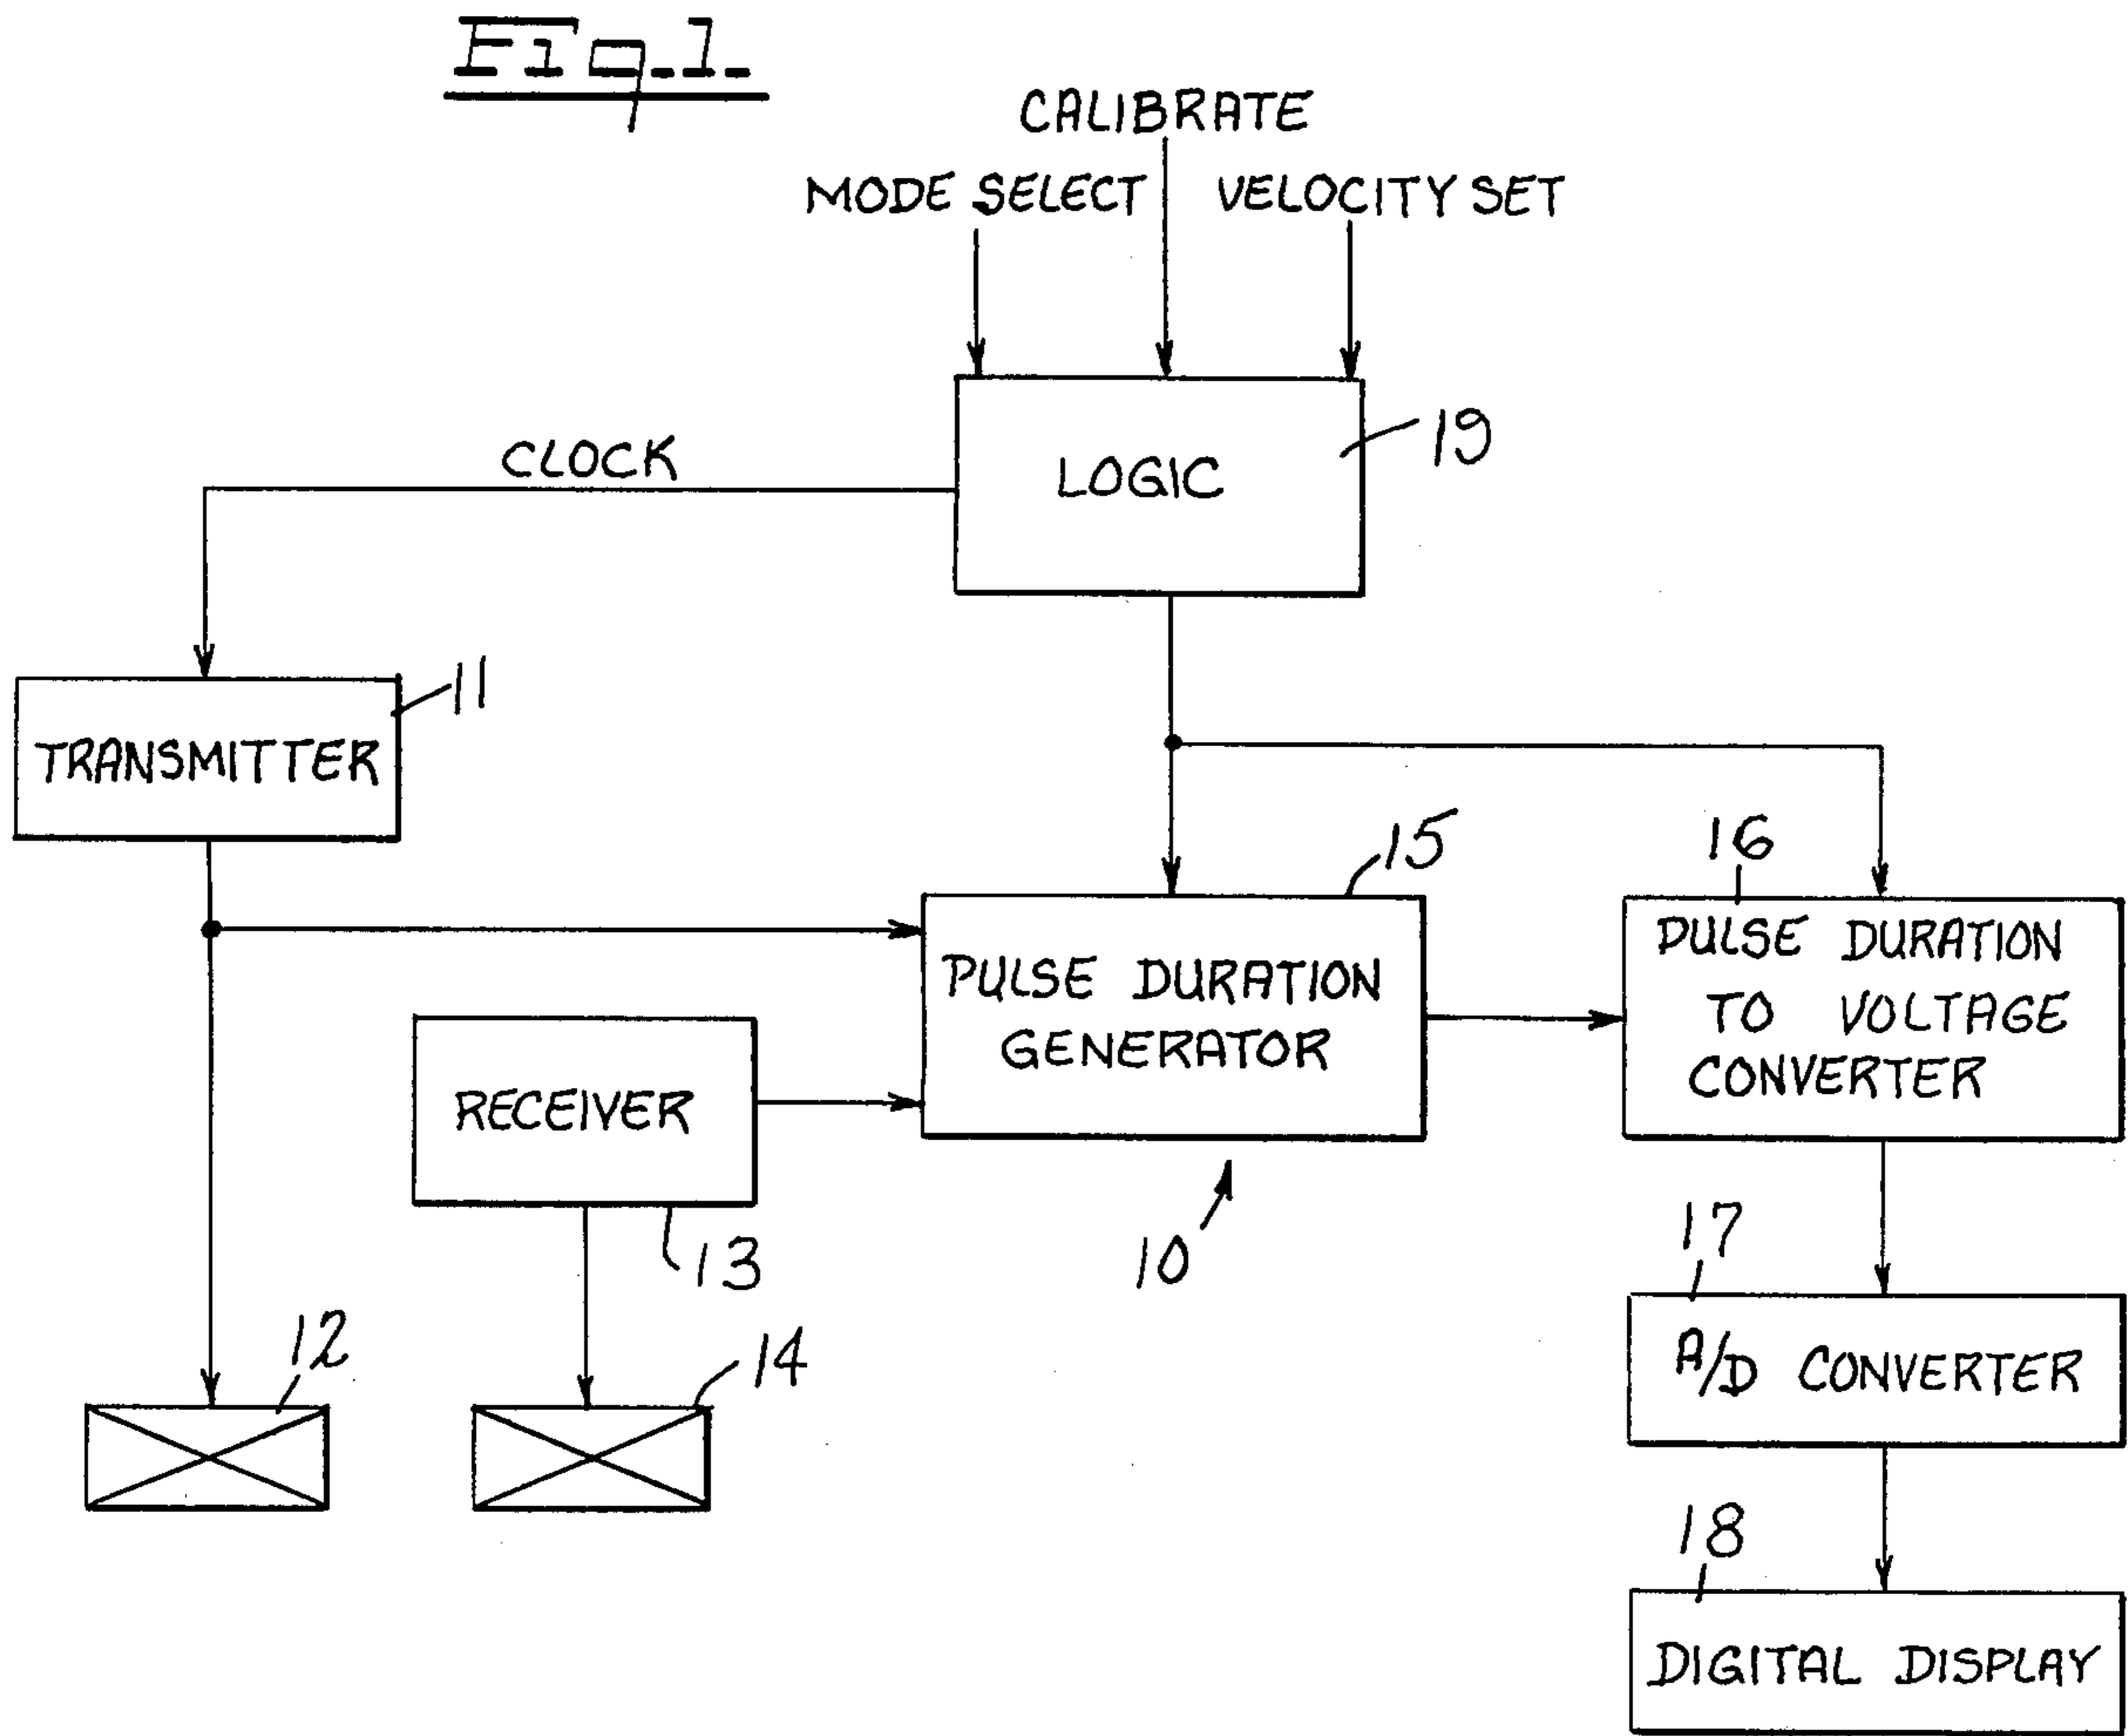 Fig.1.
CALIBRATE
MODE SELECT
VELOCITY SET
LOGIC
19
CLOCK
11
TRANSMITTER
15
16
PULSE DURATION
GENERATOR
PULSE DURATION
TO VOLTAGE
CONVERTER
RECEIVER
13
10
17
A/D CONVERTER
12
14
18
DIGITAL DISPLAY